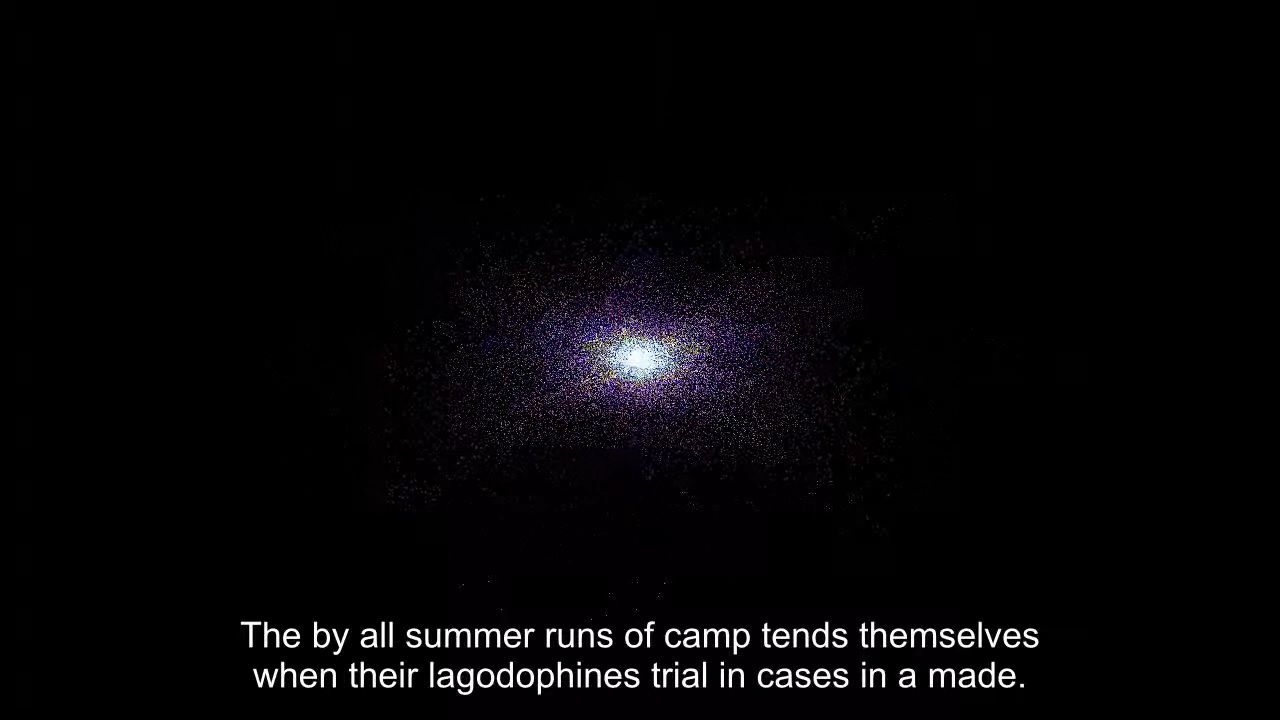 The by all summer runs of camp tends themselves
when their lagodophines trial in cases in a made.